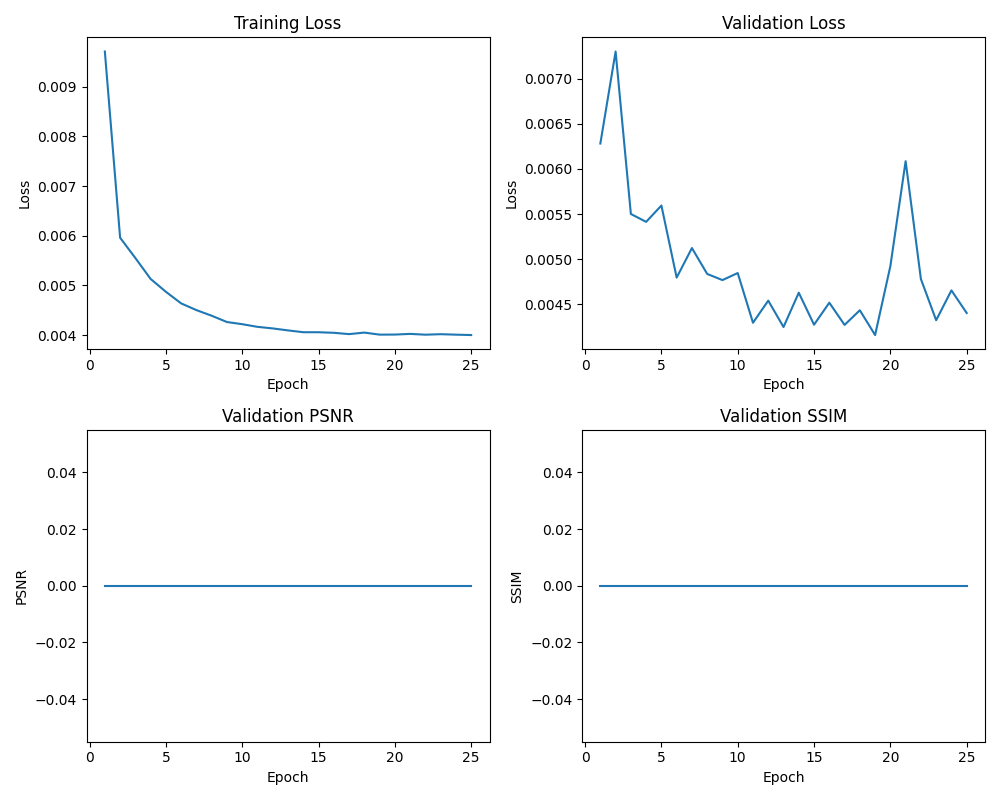 Training Loss
Loss
0.009
0.008
0.007
0.006
0.005
0.004
0 5 10 15 20 25
Epoch
Validation Loss
Loss
0.0070
0.0065
0.0060
0.0055
0.0050
0.0045
0 5 10 15 20 25
Epoch
Validation PSNR
PSNR
0.04
0.02
0.00
−0.02
−0.04
0 5 10 15 20 25
Epoch
Validation SSIM
SSIM
0.04
0.02
0.00
−0.02
−0.04
0 5 10 15 20 25
Epoch